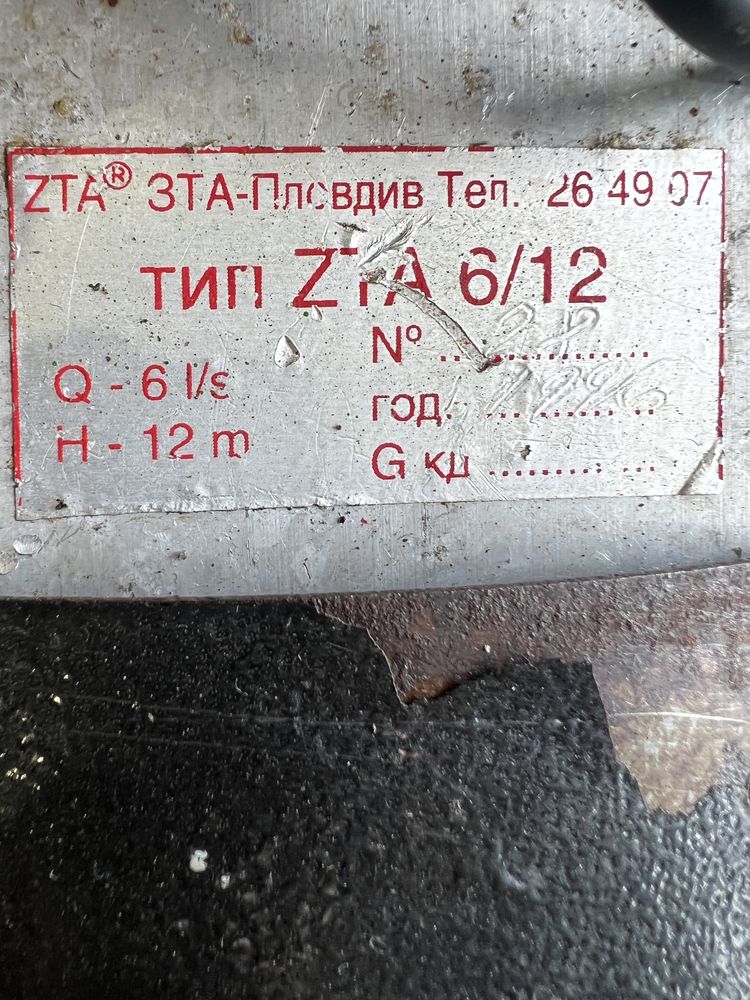 ZTA® ЗТА-Пловдив Тел. 26 49 07
тип ZTA 6/12
Q - 6 l/s
H - 12 m
Nº ....................
год. ....................
G кд ....................